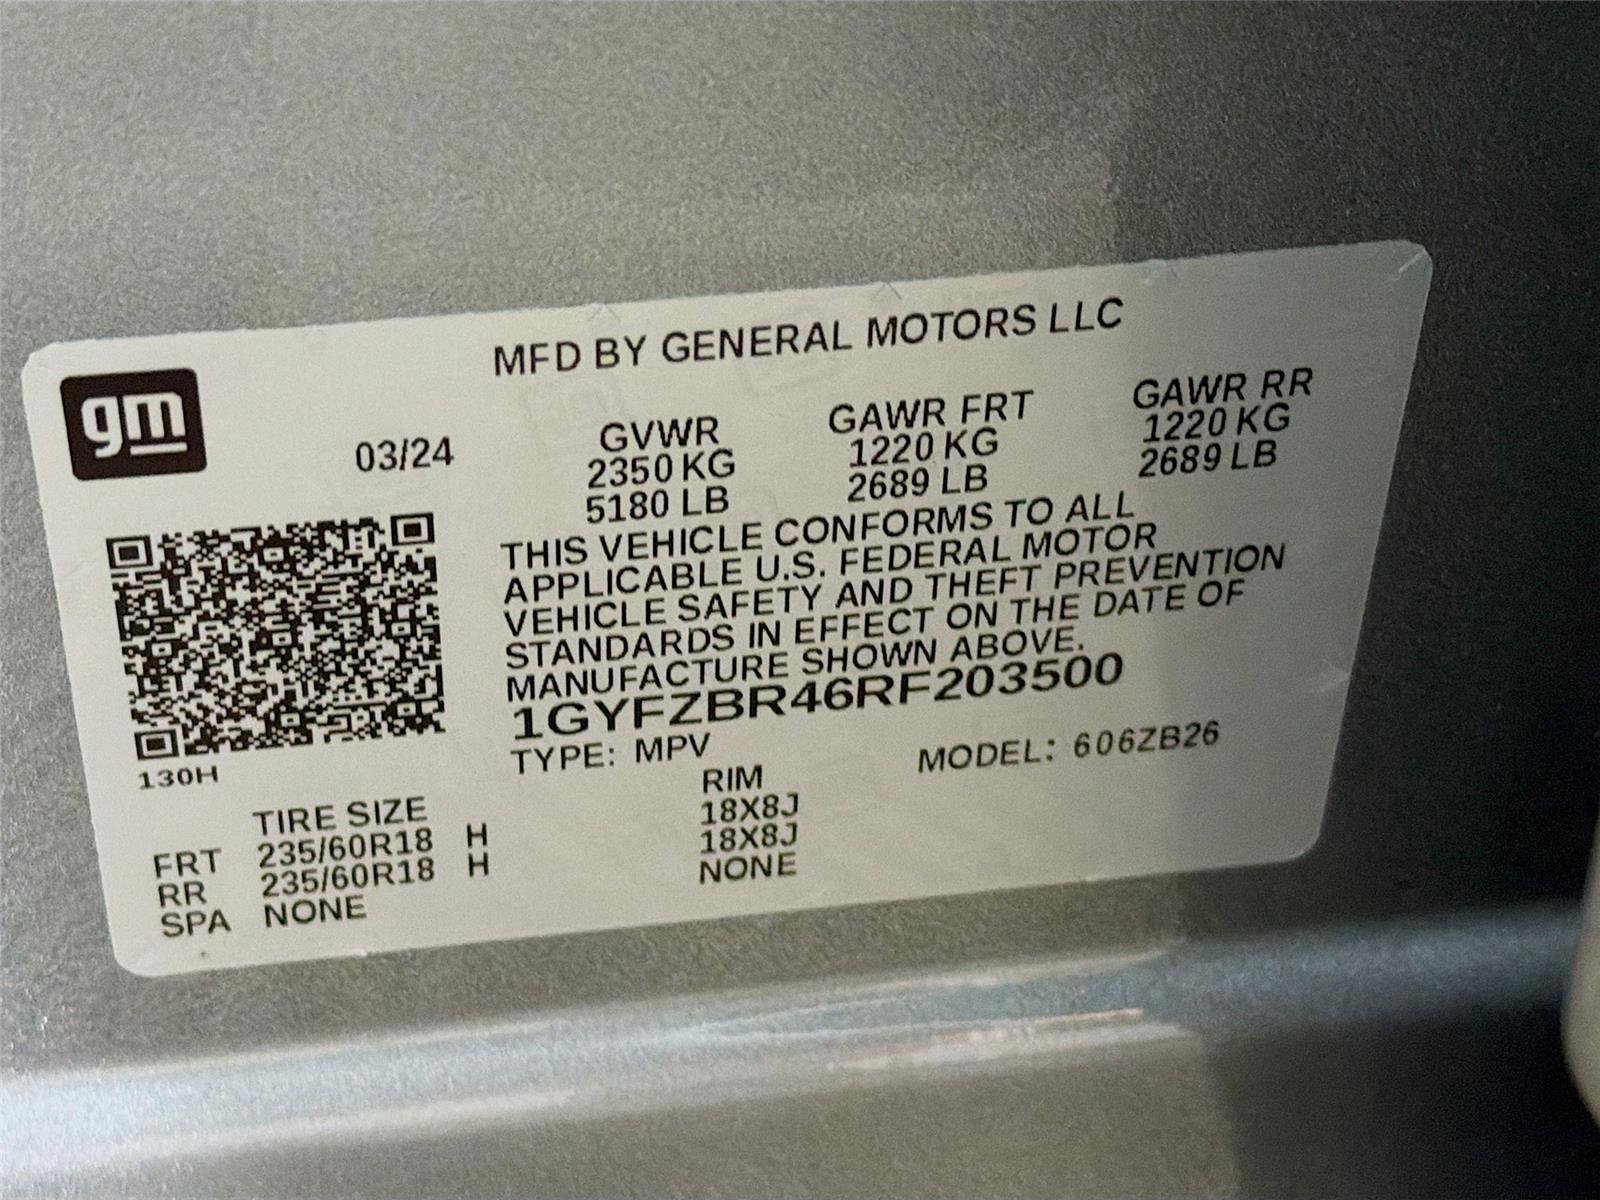 gm
MFD BY GENERAL MOTORS LLC
03/24
GVWR
2350 KG
5180 LB
GAWR FRT
1220 KG
2689 LB
GAWR RR
1220 KG
2689 LB
THIS VEHICLE CONFORMS TO ALL
APPLICABLE U.S. FEDERAL MOTOR
VEHICLE SAFETY AND THEFT PREVENTION
STANDARDS IN EFFECT ON THE DATE OF
MANUFACTURE SHOWN ABOVE.
1GYFZBR46RF203500
TYPE: MPV
MODEL: 606ZB26
130H
TIRE SIZE RIM
FRT 235/60R18 H 18X8J
RR 235/60R18 H 18X8J
SPA NONE NONE